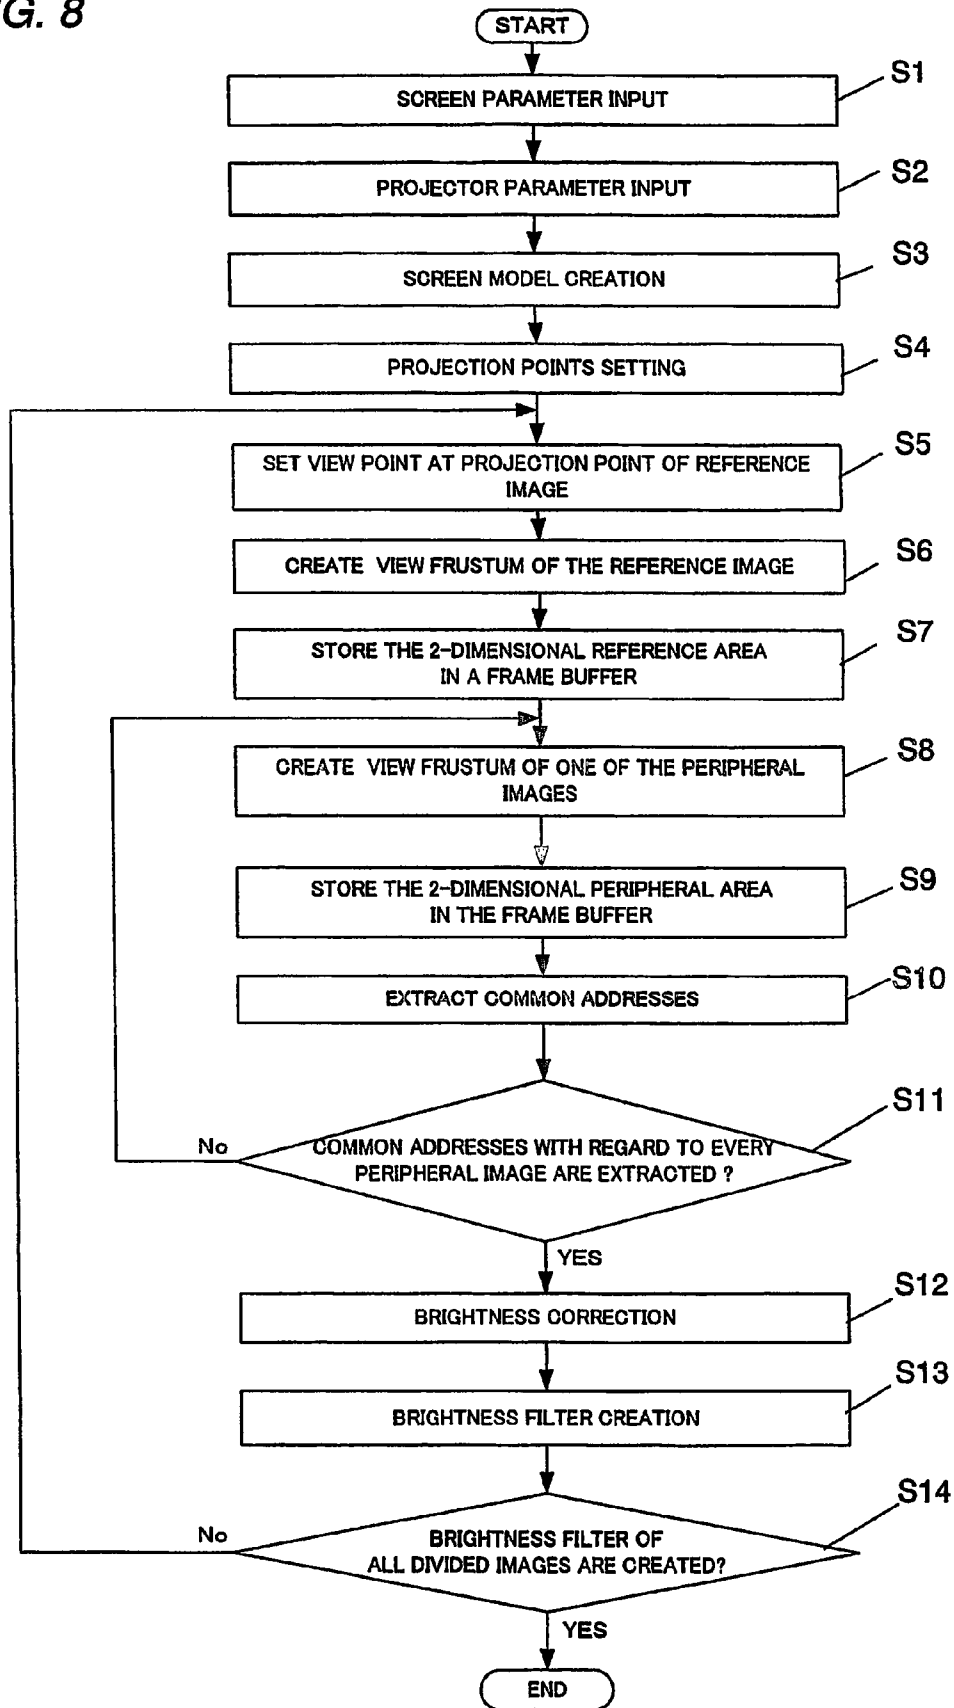 G. 8
START
S1
SCREEN PARAMETER INPUT
S2
PROJECTOR PARAMETER INPUT
S3
SCREEN MODEL CREATION
S4
PROJECTION POINTS SETTING
S5
SET VIEW POINT AT PROJECTION POINT OF REFERENCE
IMAGE
S6
CREATE VIEW FRUSTUM OF THE REFERENCE IMAGE
S7
STORE THE 2-DIMENSIONAL REFERENCE AREA
IN A FRAME BUFFER
S8
CREATE VIEW FRUSTUM OF ONE OF THE PERIPHERAL
IMAGES
S9
STORE THE 2-DIMENSIONAL PERIPHERAL AREA
IN THE FRAME BUFFER
S10
EXTRACT COMMON ADDRESSES
S11
No
COMMON ADDRESSES WITH REGARD TO EVERY
PERIPHERAL IMAGE ARE EXTRACTED ?
YES
S12
BRIGHTNESS CORRECTION
S13
BRIGHTNESS FILTER CREATION
S14
No
BRIGHTNESS FILTER OF
ALL DIVIDED IMAGES ARE CREATED?
YES
END